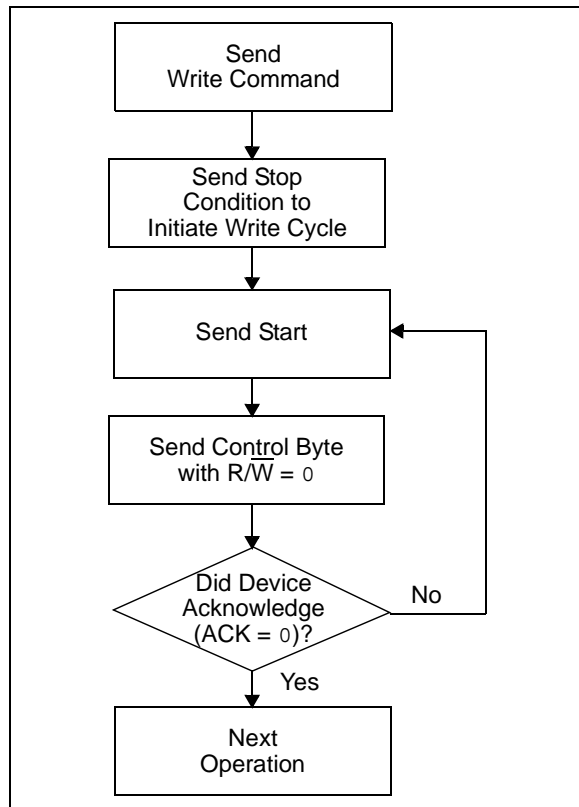 Send
Write Command
Send Stop
Condition to
Initiate Write Cycle
Send Start
Send Control Byte
with R/W̅ = 0
Did Device
Acknowledge
(ACK = 0)?
No
Yes
Next
Operation